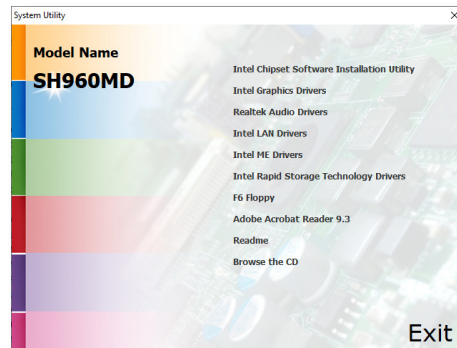 System Utility
Model Name
SH960MD
Intel Chipset Software Installation Utility
Intel Graphics Drivers
Realtek Audio Drivers
Intel LAN Drivers
Intel ME Drivers
Intel Rapid Storage Technology Drivers
F6 Floppy
Adobe Acrobat Reader 9.3
Readme
Browse the CD
Exit